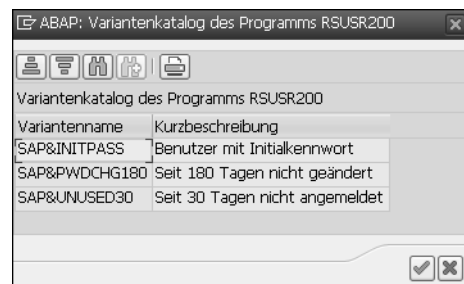 ABAP: Variantenkatalog des Programms RSUSR200
Variantenkatalog des Programms RSUSR200
Variantenname Kurzbeschreibung
SAP&INITPASS Benutzer mit Initialkennwort
SAP&PWDCHG180 Seit 180 Tagen nicht geändert
SAP&UNUSED30 Seit 30 Tagen nicht angemeldet